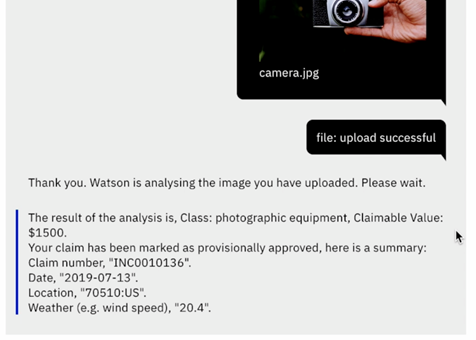 camera.jpg
file: upload successful
Thank you. Watson is analysing the image you have uploaded. Please wait.
The result of the analysis is, Class: photographic equipment, Claimable Value:
$1500.
Your claim has been marked as provisionally approved, here is a summary:
Claim number, "INC0010136".
Date, "2019-07-13".
Location, "70510:US".
Weather (e.g. wind speed), "20.4".